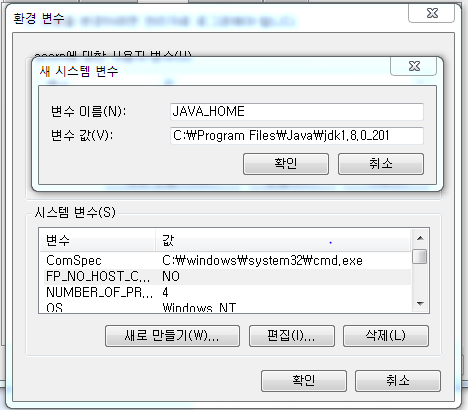 환경 변수
새 시스템 변수
변수 이름(N):
JAVA_HOME
변수 값(V):
C:₩Program Files₩Java₩jdk1.8.0_201
확인
취소
시스템 변수(S)
변수
값
ComSpec
C:₩windows₩system32₩cmd.exe
FP_NO_HOST_C...
NO
NUMBER_OF_PR...
4
OS
Windows_NT
새로 만들기(W)...
편집(I)...
삭제(L)
확인
취소